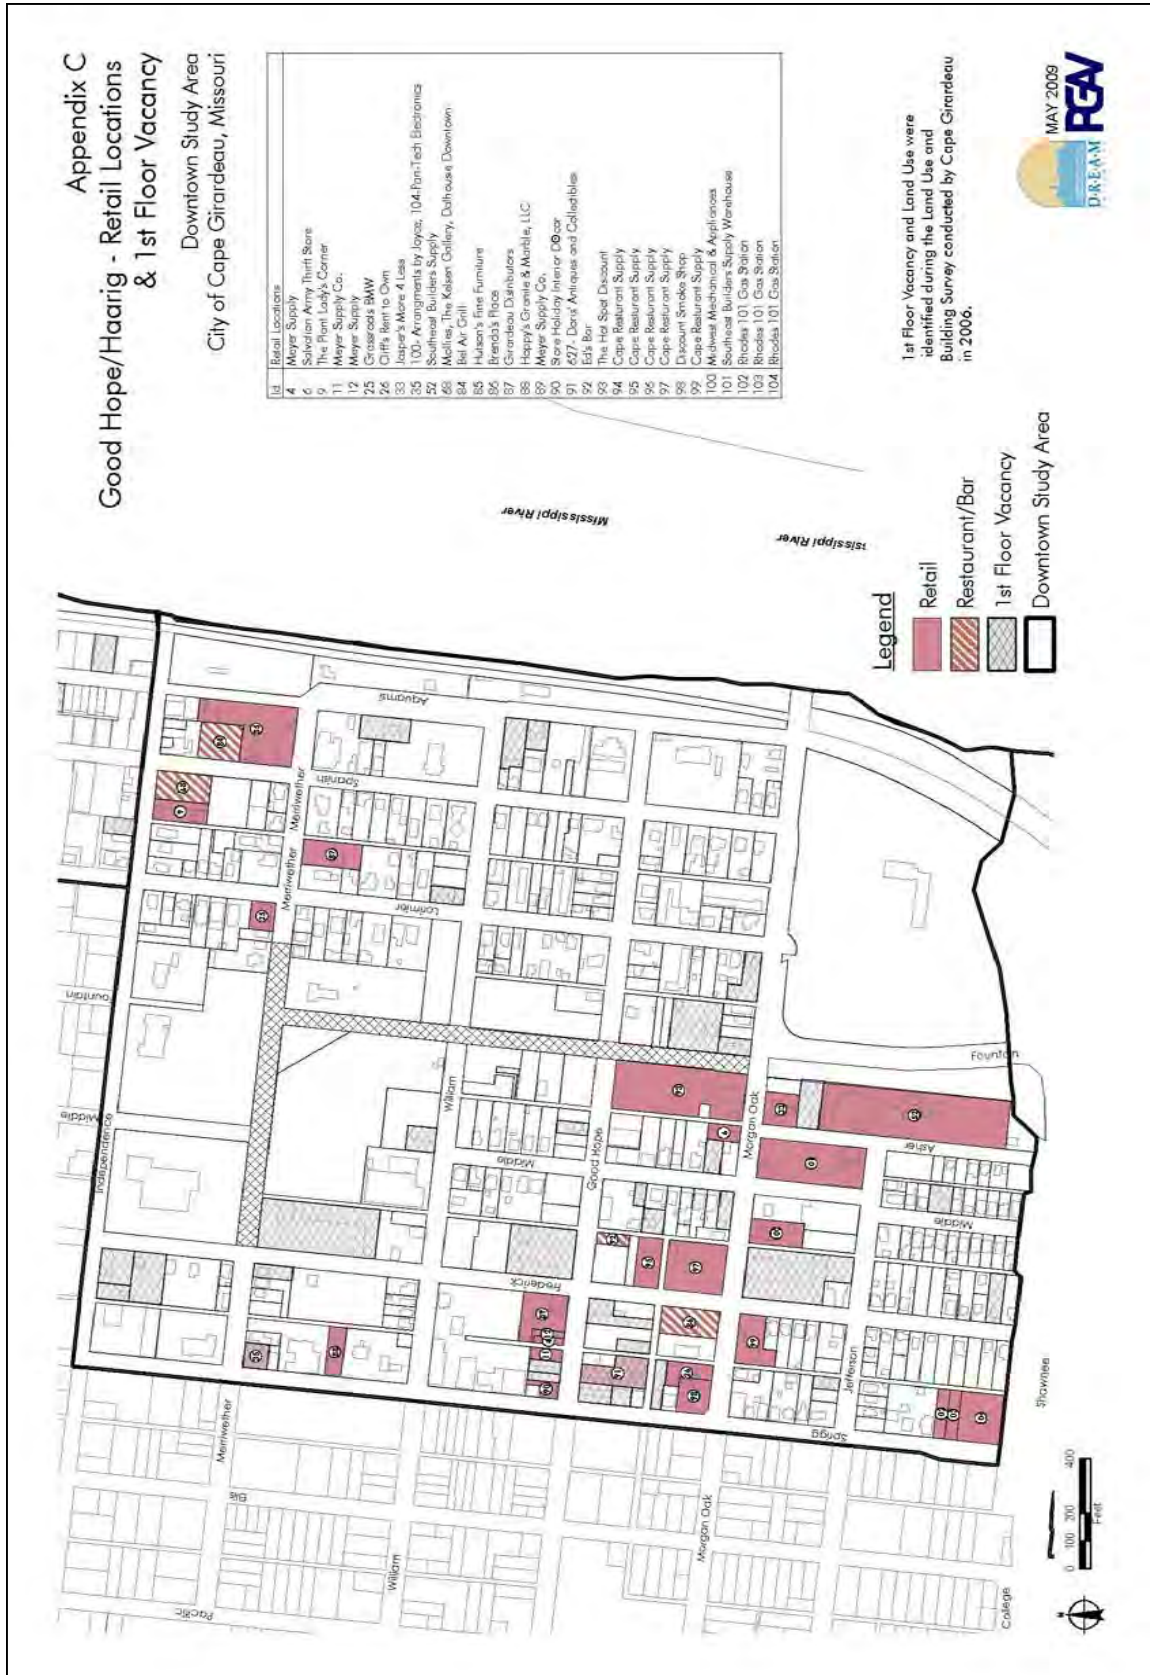 Appendix C
Good Hope/Haarig - Retail Locations
& 1st Floor Vacancy
Downtown Study Area
City of Cape Girardeau, Missouri
Id Retail Locations
4 Meyer Supply
6 Salvation Army Thrift Store
9 The Plant Lady's Corner
11 Meyer Supply Co.
12 Meyer Supply
25 Grassroots BMW
26 Cliff's Rent to Own
33 Jasper's More 4 Less
35 100- Arrangments by Joyaz, 104-Pan-Tech Electronics
52 Southeast Builders Supply
68 Mollies, The Kelsen Gallery, Dalhouse Downtown
84 Bel Air Grill
85 Hutson's Fine Furniture
86 Brenda's Place
87 Girardeau Distributors
88 Happy's Granite & Marble, LLC
89 Meyer Supply Co.
90 Store Holiday Interior Décor
91 627- Doris' Antiques and Collectibles
92 Ed's Bar
93 The Hot Spot Discount
94 Cape Resturant Supply
95 Cape Resturant Supply
96 Cape Resturant Supply
97 Cape Resturant Supply
98 Discount Smoke Shop
99 Cape Resturant Supply
100 Midwest Mechanical & Appliances
101 Southeast Builders Supply Warehouse
102 Rhodes 101 Gas Station
103 Rhodes 101 Gas Station
104 Rhodes 101 Gas Station
1st Floor Vacancy and Land Use were
identified during the Land Use and
Building Survey conducted by Cape Girardeau
in 2006.
D·R·E·A·M
MAY 2009
PGAV
Mississippi River
ississippi River
Legend
Retail
Restaurant/Bar
1st Floor Vacancy
Downtown Study Area
Aquamsi
Spanish
Merriwether
Merriwether
Lorimier
Fountain
Middle
Independence
William
Good Hope
Middle
Morgan Oak
Fountain
Asher
Middle
Frederick
Jefferson
Sprigg
Shawnee
Merriwether
Ellis
William
Pacific
Morgan Oak
College
N
0 100 200 400
Feet